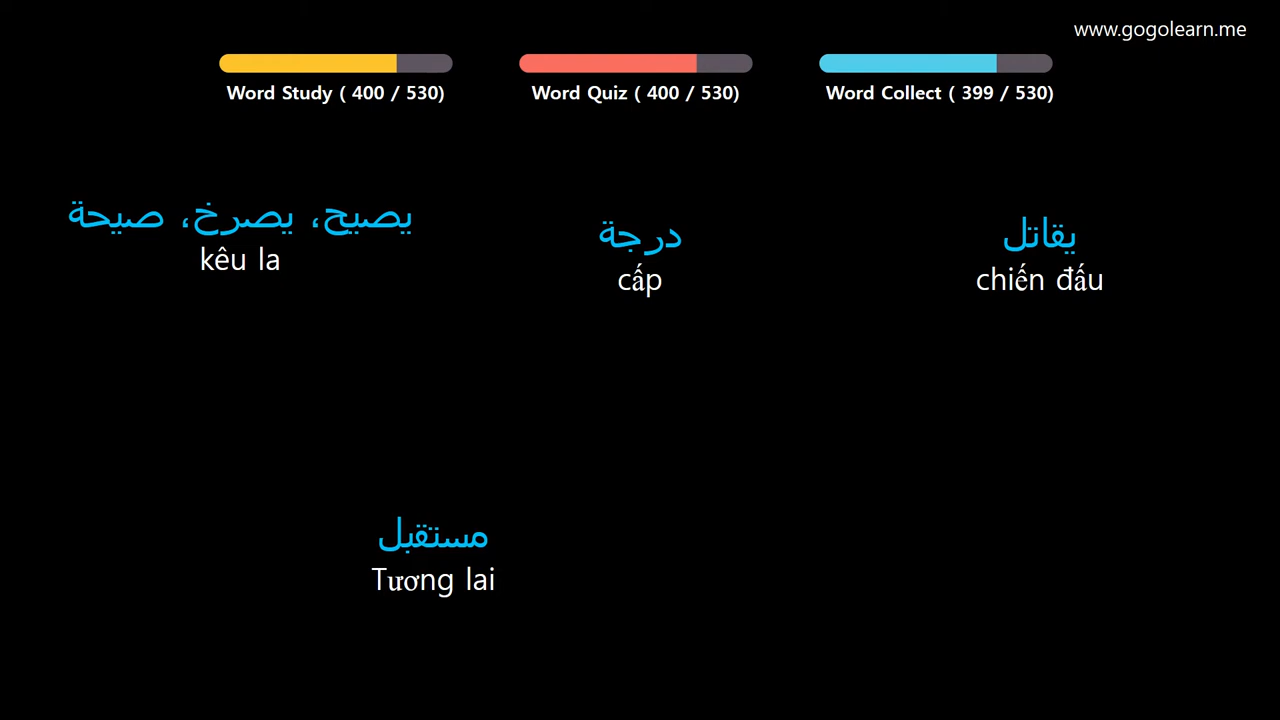 www.gogolearn.me
Word Study ( 400 / 530)
Word Quiz ( 400 / 530)
Word Collect ( 399 / 530)
يصيح، يصرخ، صيحة
kêu la
درجة
cấp
يقاتل
chiến đấu
مستقبل
Tương lai